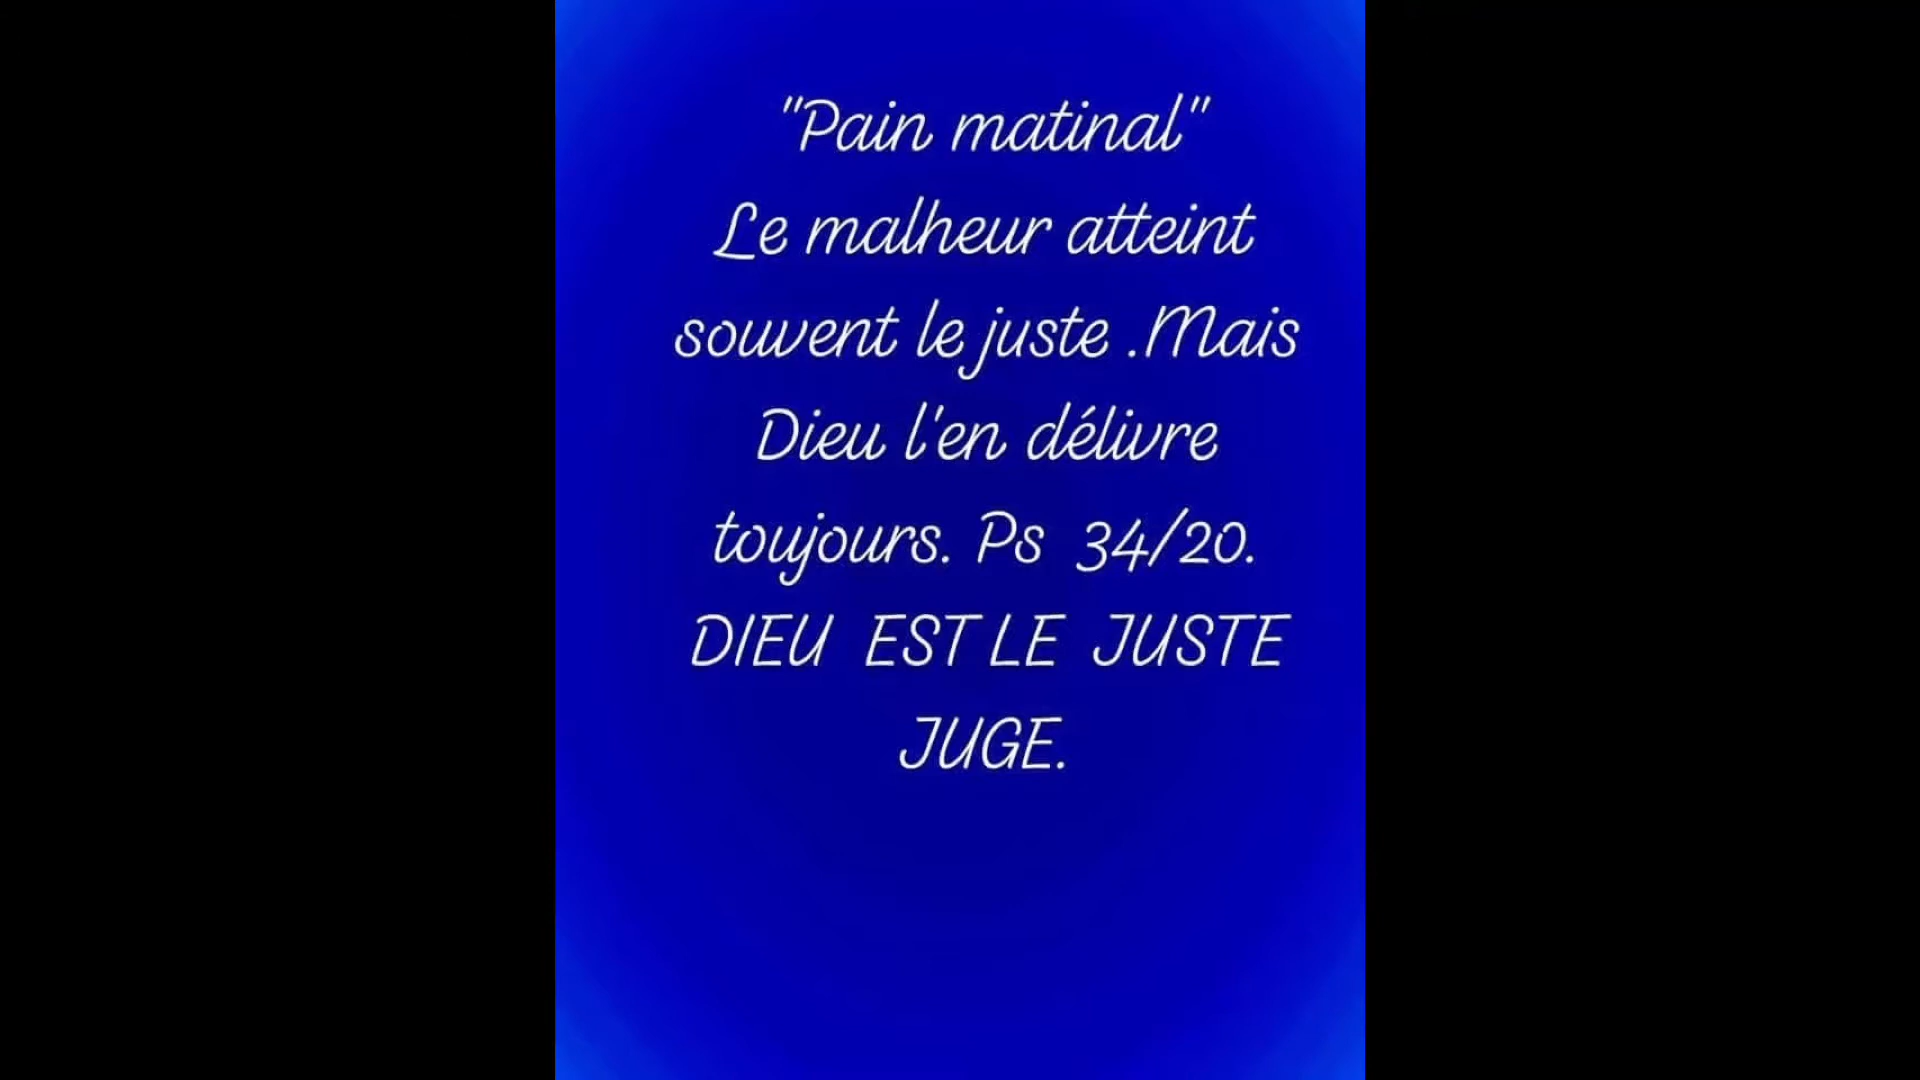 "Pain matinal"
Le malheur atteint
souvent le juste .Mais
Dieu l'en délivre
toujours. Ps 34/20.
DIEU EST LE JUSTE
JUGE.